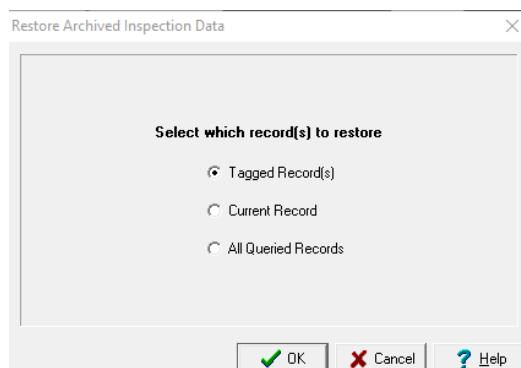 Restore Archived Inspection Data
Select which record(s) to restore
Tagged Record(s)
Current Record
All Queried Records
OK Cancel Help